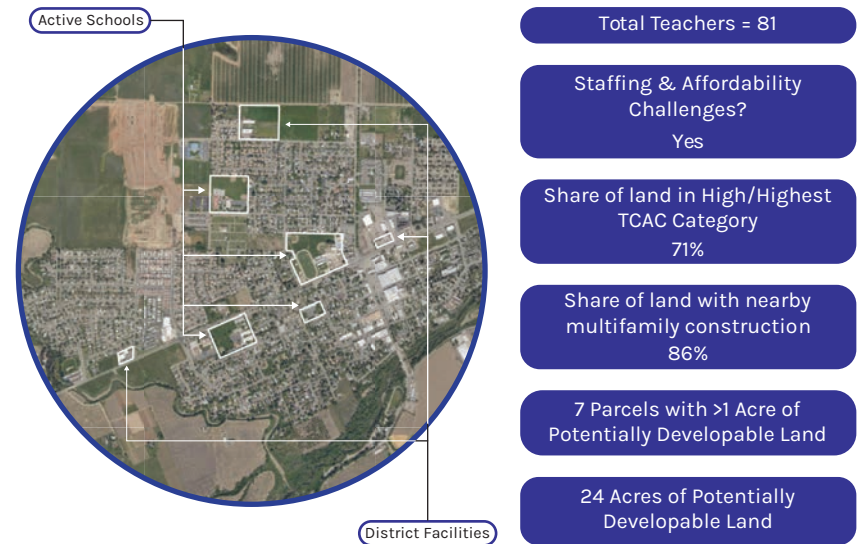 Active Schools
Total Teachers = 81
Staffing & Affordability
Challenges?
Yes
Share of land in High/Highest
TCAC Category
71%
Share of land with nearby
multifamily construction
86%
7 Parcels with >1 Acre of
Potentially Developable Land
24 Acres of Potentially
Developable Land
District Facilities